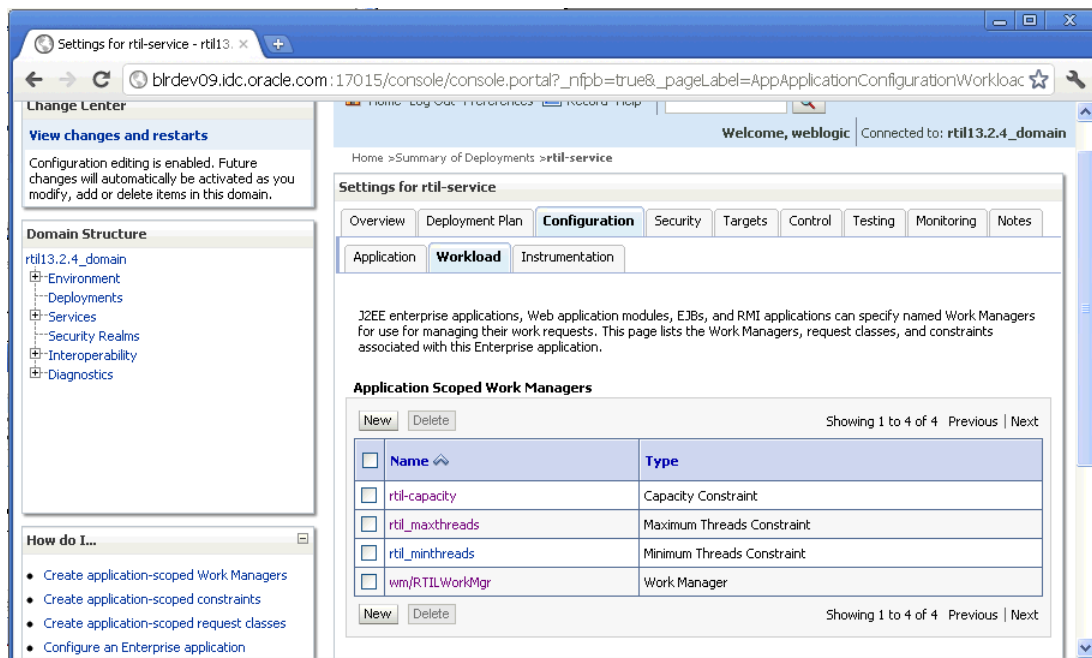 Settings for rtil-service - rtil13.
blrdev09.idc.oracle.com:17015/console/console.portal?_nfpb=true&_pageLabel=AppApplicationConfigurationWorkload
Change Center
View changes and restarts
Configuration editing is enabled. Future
changes will automatically be activated as you
modify, add or delete items in this domain.
Domain Structure
rtil13.2.4_domain
Environment
Deployments
Services
Security Realms
Interoperability
Diagnostics
How do I...
Create application-scoped Work Managers
Create application-scoped constraints
Create application-scoped request classes
Configure an Enterprise application
Home Log Out Preferences Record Help
Welcome, weblogic Connected to: rtil13.2.4_domain
Home >Summary of Deployments >rtil-service
Settings for rtil-service
Overview Deployment Plan Configuration Security Targets Control Testing Monitoring Notes
Application Workload Instrumentation
J2EE enterprise applications, Web application modules, EJBs, and RMI applications can specify named Work Managers
for use for managing their work requests. This page lists the Work Managers, request classes, and constraints
associated with this Enterprise application.
Application Scoped Work Managers
New Delete Showing 1 to 4 of 4 Previous | Next
Name Type
rtil-capacity Capacity Constraint
rtil_maxthreads Maximum Threads Constraint
rtil_minthreads Minimum Threads Constraint
wm/RTILWorkMgr Work Manager
New Delete Showing 1 to 4 of 4 Previous | Next